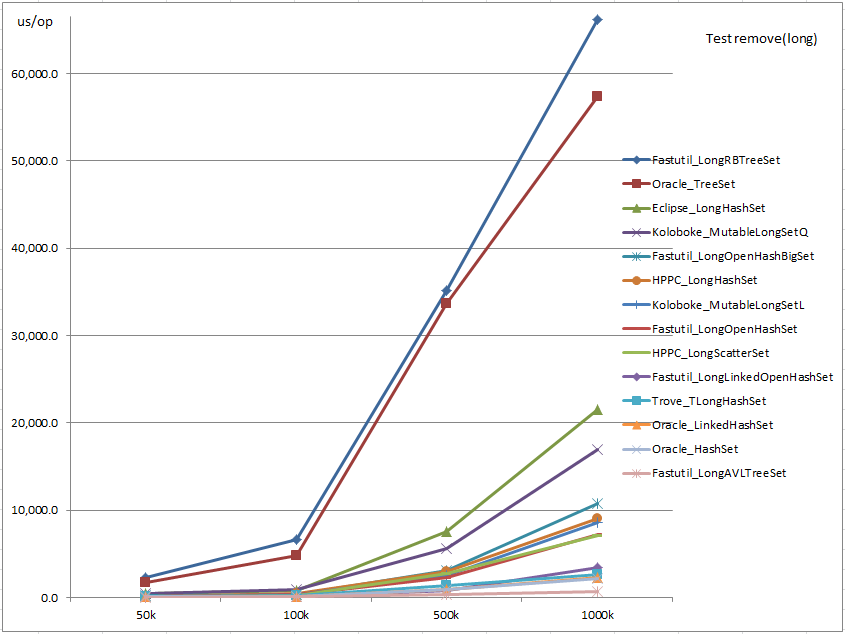 us/op
Test remove(long)
60,000.0
50,000.0
40,000.0
30,000.0
20,000.0
10,000.0
0.0
50k
100k
500k
1000k
Fastutil_LongRBTreeSet
Oracle_TreeSet
Eclipse_LongHashSet
Koloboke_MutableLongSetQ
Fastutil_LongOpenHashBigSet
HPPC_LongHashSet
Koloboke_MutableLongSetL
Fastutil_LongOpenHashSet
HPPC_LongScatterSet
Fastutil_LongLinkedOpenHashSet
Trove_TLongHashSet
Oracle_LinkedHashSet
Oracle_HashSet
Fastutil_LongAVLTreeSet